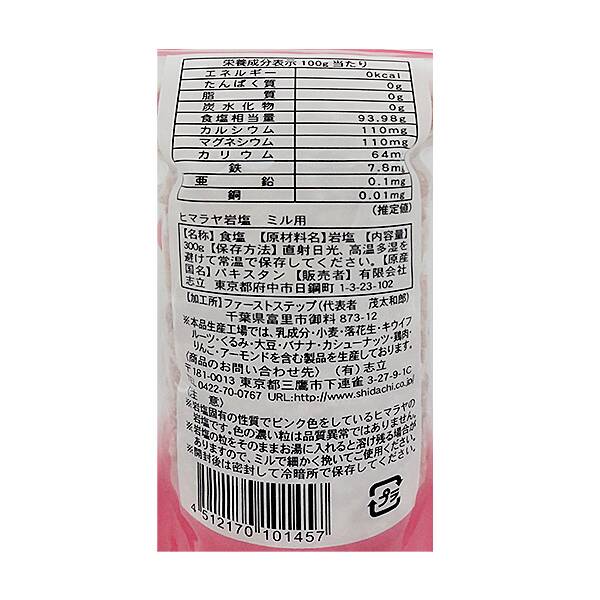 栄養成分表示 100g 当たり
エネルギー 0kcal
たんぱく質 0g
脂質 0g
炭水化物 0g
食塩相当量 93.98g
カルシウム 110mg
マグネシウム 110mg
カリウム 64m
鉄 7.8mg
亜鉛 0.1mg
銅 0.01mg
(推定値)
ヒマラヤ岩塩 ミル用
【名称】食塩 【原材料名】岩塩 【内容量】
300g 【保存方法】直射日光、高温多湿を
避けて常温で保存してください。【原産
国名】パキスタン 【販売者】有限会社
志立 東京都府中市日鋼町 1-3-23-102
【加工所】ファーストステップ(代表者 茂太和郎)
千葉県富里市御料 873-12
※本品生産工場では、乳成分・小麦・落花生・キウイフ
ルーツ・くるみ・大豆・バナナ・カシューナッツ・鶏肉・
りんご・アーモンドを含む製品を生産しております。
(商品のお問い合わせ先) (有)志立
〒181-0013 東京都三鷹市下連雀 3-27-9-1C
TEL:0422-70-0767 URL:http://www.shidachi.co.jp/
(注 意)
※岩塩固有の性質でピンク色をしているヒマラヤの
岩塩です。色の濃い粒は品質異常ではありません。
※岩塩の粒をそのままお湯に入れると溶け残る場合が
ありますので、ミルで細かく挽いてご使用ください。
※開封後は密封して冷暗所で保存してください。
プラ
4 512170 101457